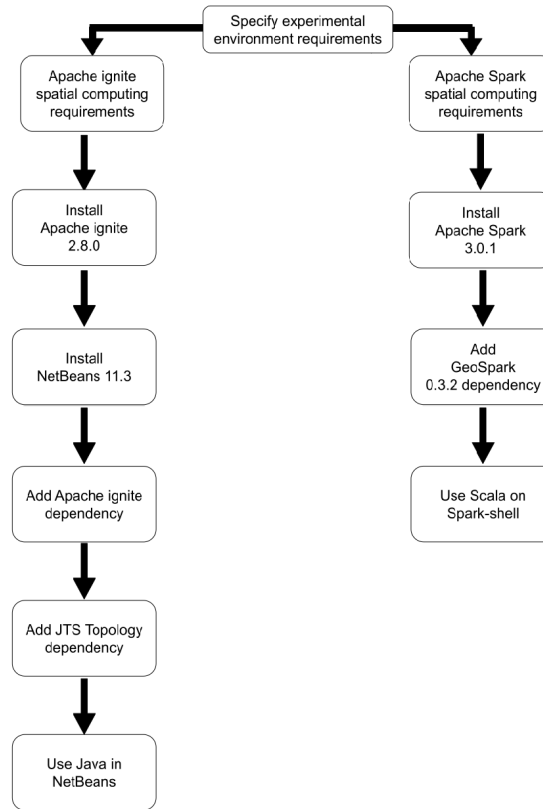 Specify experimental
environment requirements
Apache ignite
spatial computing
requirements
Install
Apache ignite
2.8.0
Install
NetBeans 11.3
Add Apache ignite
dependency
Add JTS Topology
dependency
Use Java in
NetBeans
Apache Spark
spatial computing
requirements
Install
Apache Spark
3.0.1
Add
GeoSpark
0.3.2 dependency
Use Scala on
Spark-shell